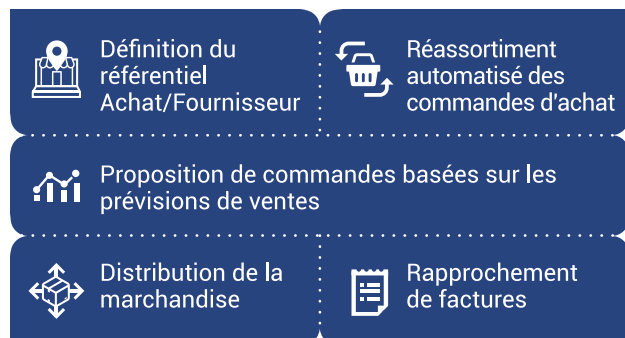 Définition du
référentiel
Achat/Fournisseur
Réassortiment
automatisé des
commandes d'achat
Proposition de commandes basées sur les
prévisions de ventes
Distribution de la
marchandise
Rapprochement
de factures